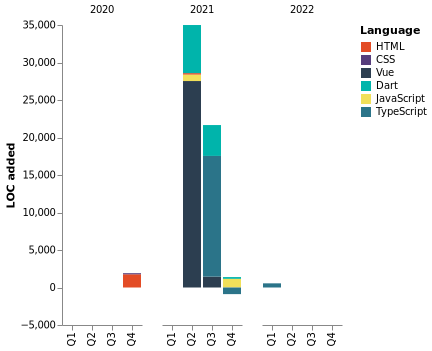 2020 2021 2022
35,000
30,000
25,000
20,000
15,000
10,000
5,000
0
−5,000
LOC added
Q1 Q2 Q3 Q4 Q1 Q2 Q3 Q4 Q1 Q2 Q3 Q4
Language
HTML
CSS
Vue
Dart
JavaScript
TypeScript